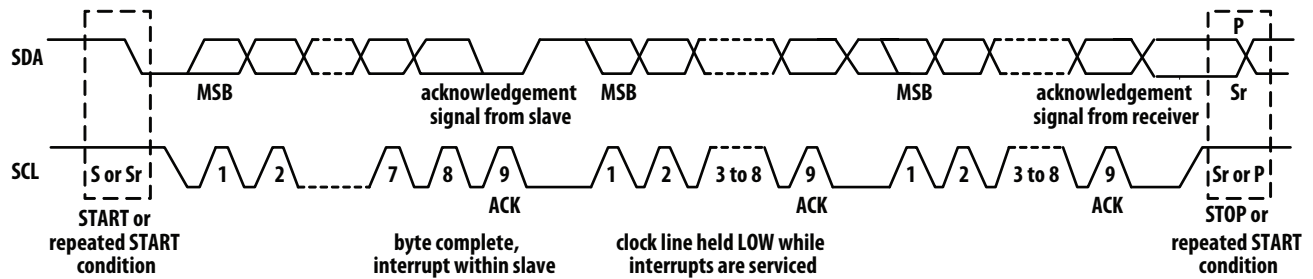 P
SDA
MSB
acknowledgement
signal from slave
MSB
MSB
acknowledgement
signal from receiver
Sr
SCL
S or Sr
1 2 7 8 9 1 2 3 to 8 9 1 2 3 to 8 9
Sr or P
ACK ACK ACK
START or
repeated START
condition
byte complete,
interrupt within slave
clock line held LOW while
interrupts are serviced
STOP or
repeated START
condition